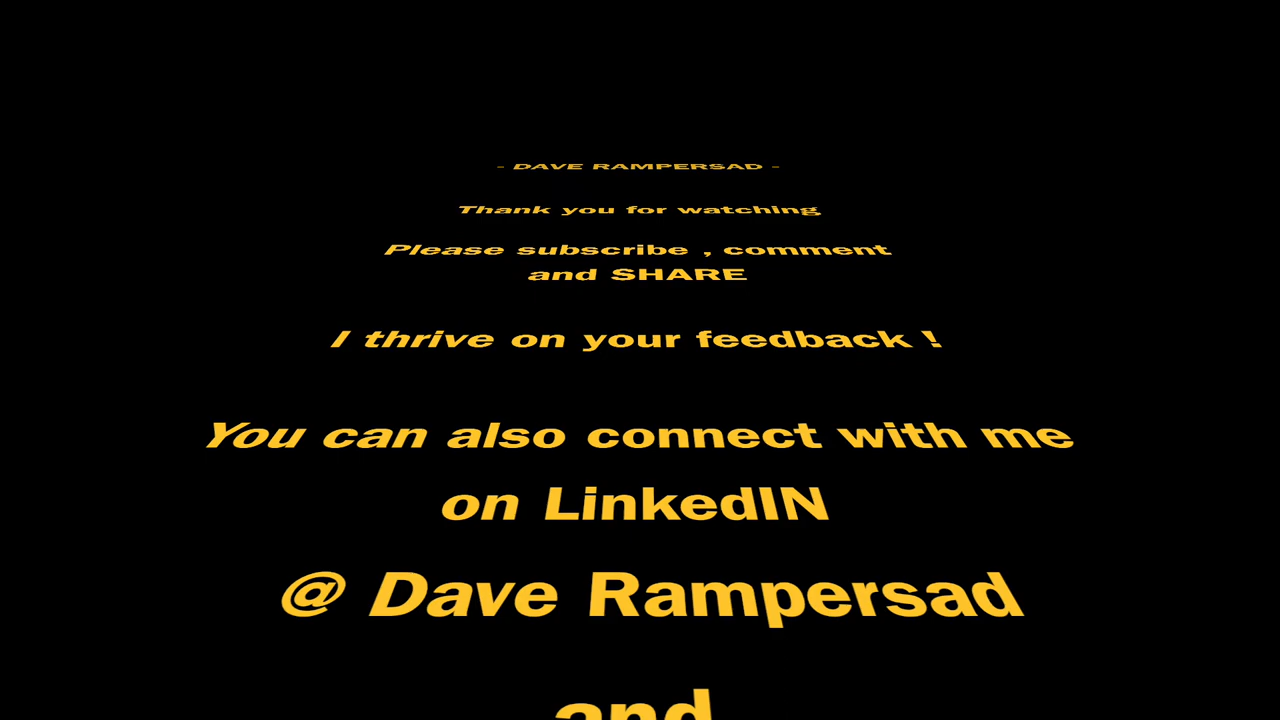 - DAVE RAMPERSAD -
Thank you for watching
Please subscribe , comment
and SHARE
I thrive on your feedback !
You can also connect with me
on LinkedIN
@ Dave Rampersad
and